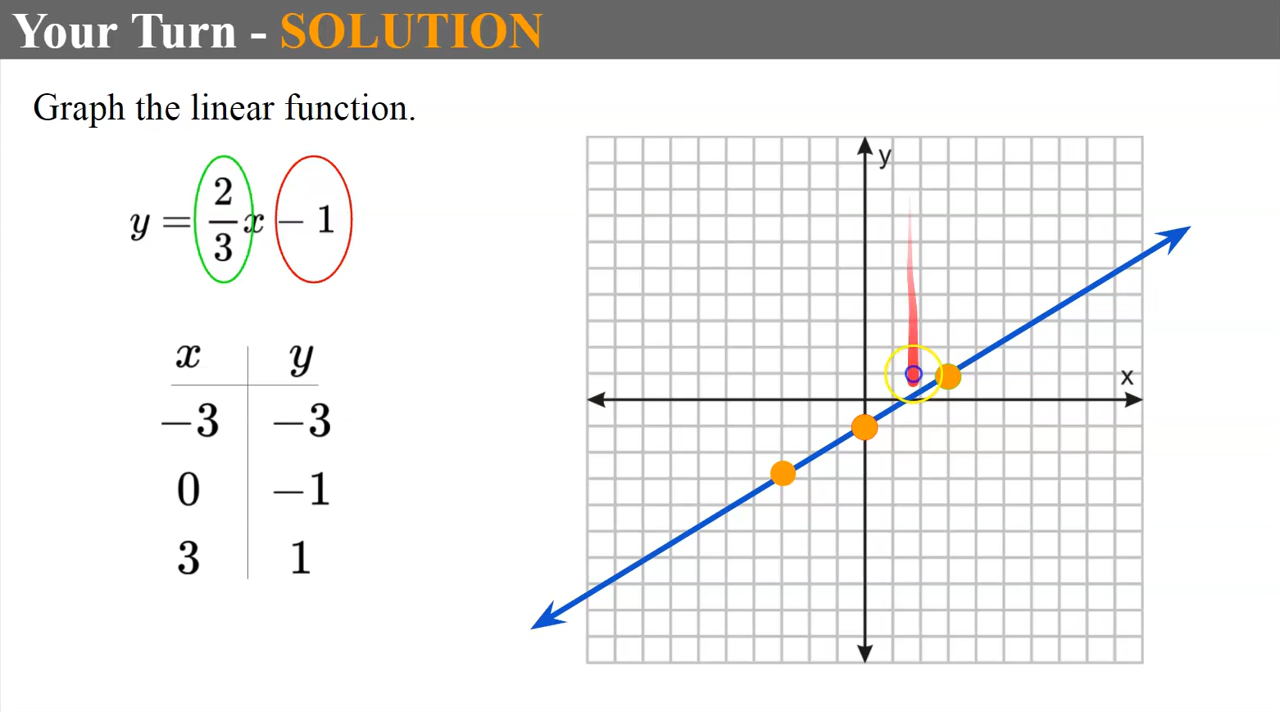 Your Turn - SOLUTION
Graph the linear function.
y = 2/3 x − 1
x y
−3 −3
0 −1
3 1
y
x